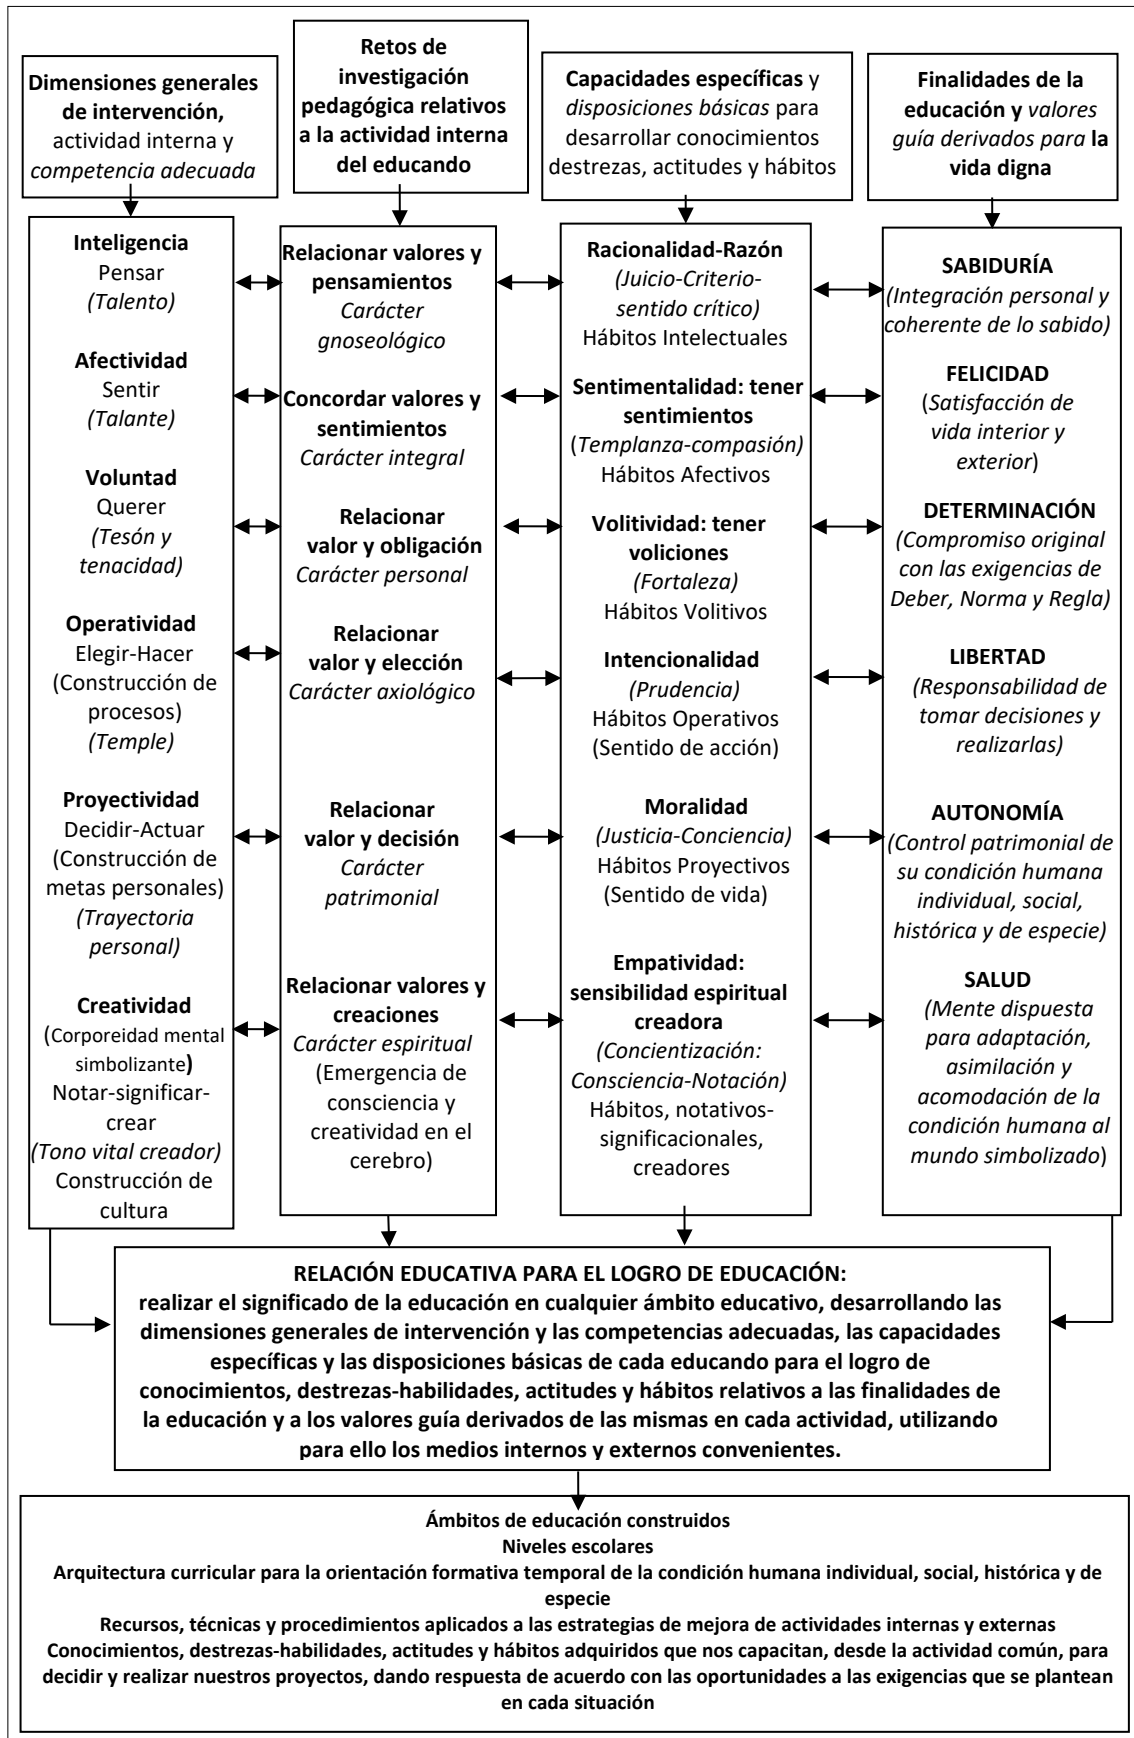 Dimensiones generales
de intervención,
actividad interna y
competencia adecuada
Retos de
investigación
pedagógica relativos
a la actividad interna
del educando
Capacidades específicas y
disposiciones básicas para
desarrollar conocimientos
destrezas, actitudes y hábitos
Finalidades de la
educación y valores
guía derivados para la
vida digna
Inteligencia
Pensar
(Talento)
Afectividad
Sentir
(Talante)
Voluntad
Querer
(Tesón y
tenacidad)
Operatividad
Elegir-Hacer
(Construcción de
procesos)
(Temple)
Proyectividad
Decidir-Actuar
(Construcción de
metas personales)
(Trayectoria
personal)
Creatividad
(Corporeidad mental
simbolizante)
Notar-significar-
crear
(Tono vital creador)
Construcción de
cultura
Relacionar valores y
pensamientos
Carácter
gnoseológico
Concordar valores y
sentimientos
Carácter integral
Relacionar
valor y obligación
Carácter personal
Relacionar
valor y elección
Carácter axiológico
Relacionar
valor y decisión
Carácter
patrimonial
Relacionar valores y
creaciones
Carácter espiritual
(Emergencia de
consciencia y
creatividad en el
cerebro)
Racionalidad-Razón
(Juicio-Criterio-
sentido crítico)
Hábitos Intelectuales
Sentimentalidad: tener
sentimientos
(Templanza-compasión)
Hábitos Afectivos
Volitividad: tener
voliciones
(Fortaleza)
Hábitos Volitivos
Intencionalidad
(Prudencia)
Hábitos Operativos
(Sentido de acción)
Moralidad
(Justicia-Conciencia)
Hábitos Proyectivos
(Sentido de vida)
Empatividad:
sensibilidad espiritual
creadora
(Concientización:
Consciencia-Notación)
Hábitos, notativos-
significacionales,
creadores
SABIDURÍA
(Integración personal y
coherente de lo sabido)
FELICIDAD
(Satisfacción de
vida interior y
exterior)
DETERMINACIÓN
(Compromiso original
con las exigencias de
Deber, Norma y Regla)
LIBERTAD
(Responsabilidad de
tomar decisiones y
realizarlas)
AUTONOMÍA
(Control patrimonial de
su condición humana
individual, social,
histórica y de especie)
SALUD
(Mente dispuesta
para adaptación,
asimilación y
acomodación de la
condición humana al
mundo simbolizado)
RELACIÓN EDUCATIVA PARA EL LOGRO DE EDUCACIÓN:
realizar el significado de la educación en cualquier ámbito educativo, desarrollando las
dimensiones generales de intervención y las competencias adecuadas, las capacidades
específicas y las disposiciones básicas de cada educando para el logro de
conocimientos, destrezas-habilidades, actitudes y hábitos relativos a las finalidades de
la educación y a los valores guía derivados de las mismas en cada actividad, utilizando
para ello los medios internos y externos convenientes.
Ámbitos de educación construidos
Niveles escolares
Arquitectura curricular para la orientación formativa temporal de la condición humana individual, social, histórica y de
especie
Recursos, técnicas y procedimientos aplicados a las estrategias de mejora de actividades internas y externas
Conocimientos, destrezas-habilidades, actitudes y hábitos adquiridos que nos capacitan, desde la actividad común, para
decidir y realizar nuestros proyectos, dando respuesta de acuerdo con las oportunidades a las exigencias que se plantean
en cada situación